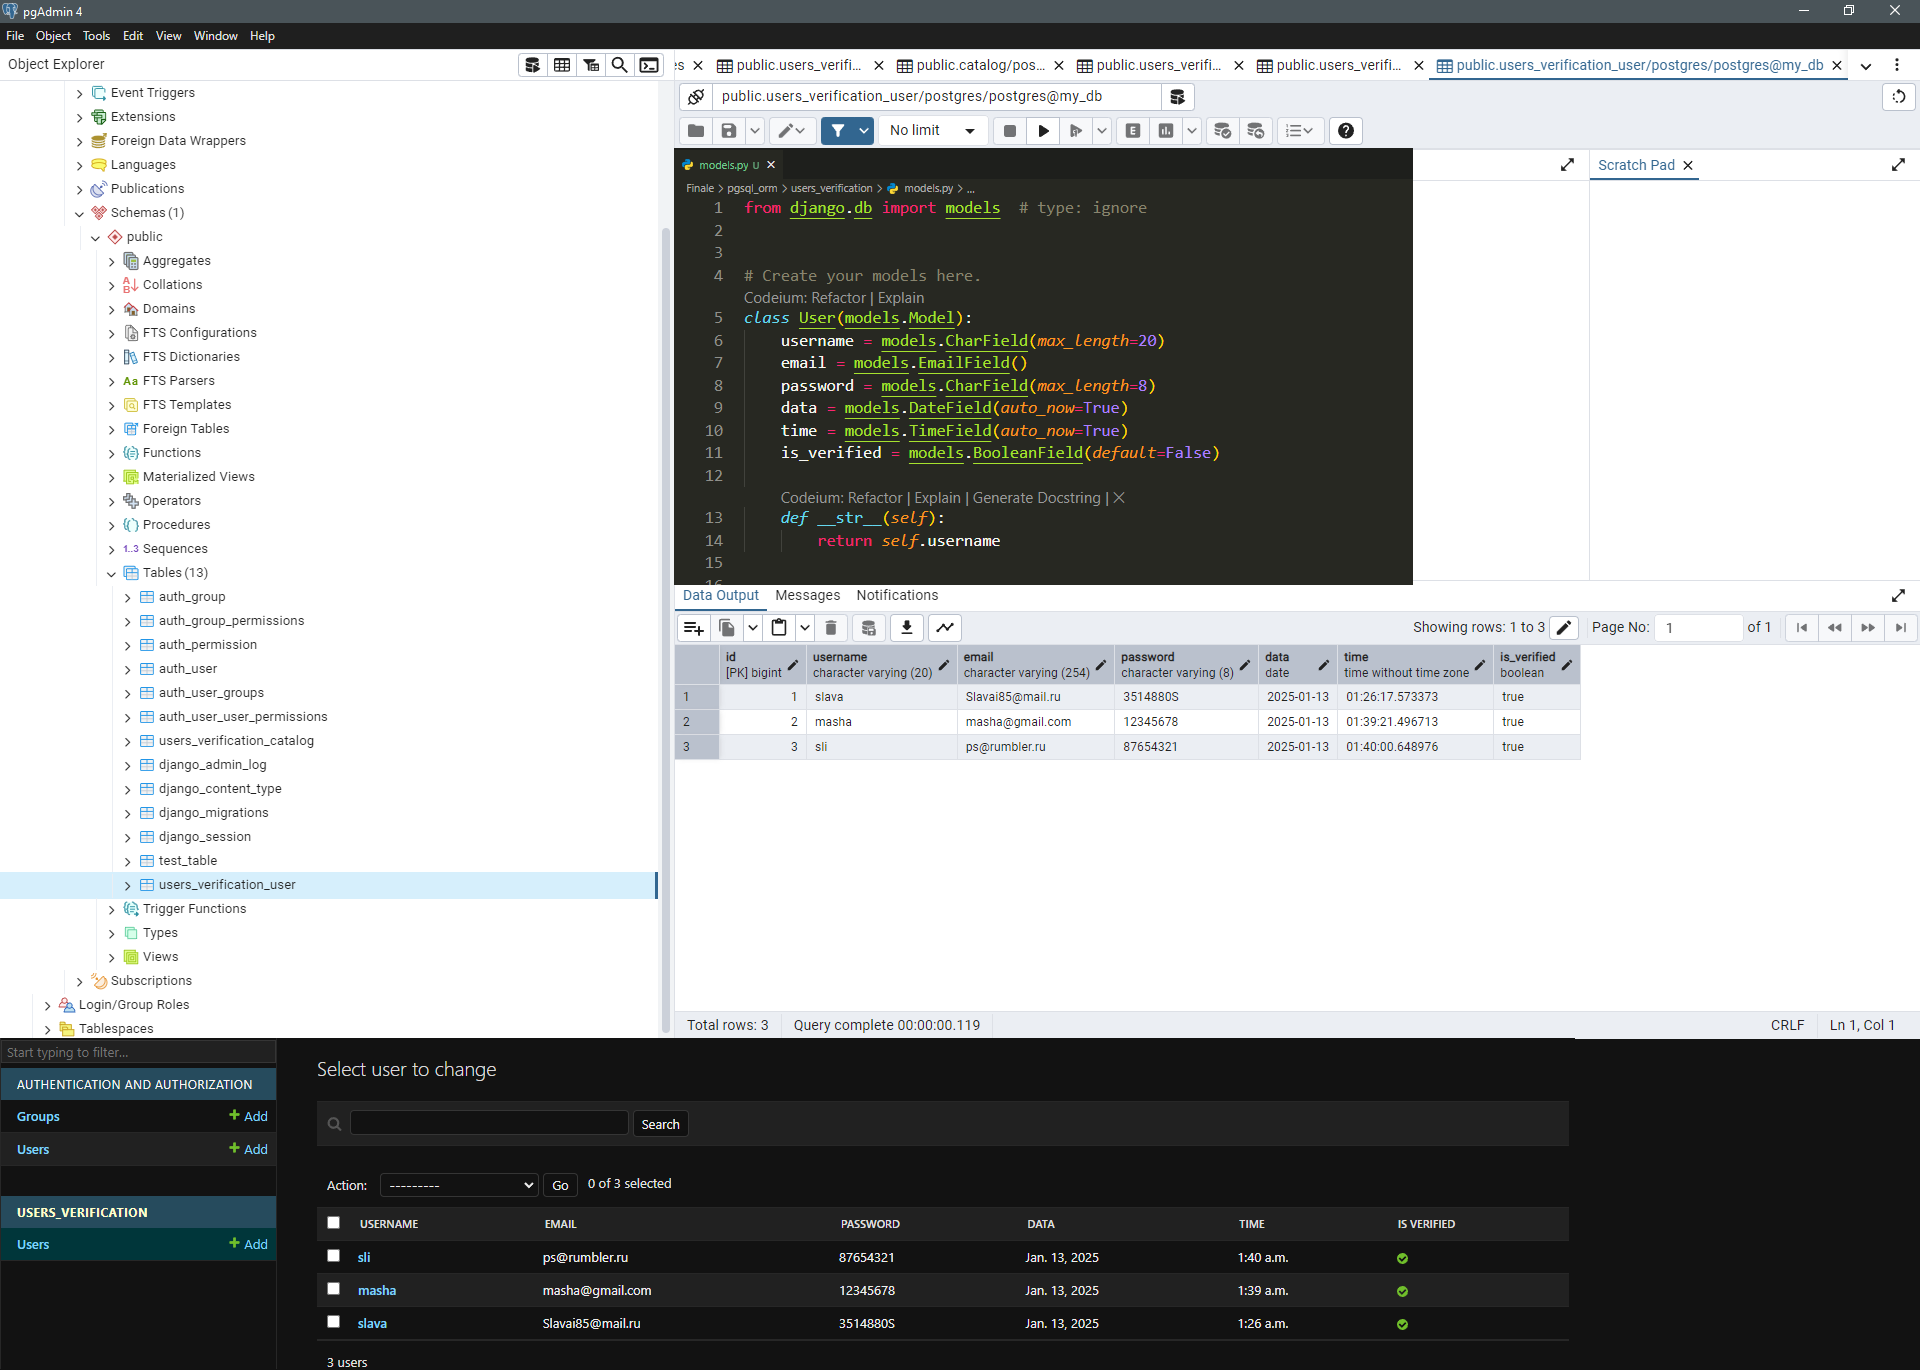 pgAdmin 4
File Object Tools Edit View Window Help
Object Explorer
es
public.users_verifi...
public.catalog/pos...
public.users_verifi...
public.users_verifi...
public.users_verification_user/postgres/postgres@my_db
public.users_verification_user/postgres/postgres@my_db
No limit
E
Event Triggers
Extensions
Foreign Data Wrappers
Languages
Publications
Schemas (1)
public
Aggregates
Collations
Domains
FTS Configurations
FTS Dictionaries
Aa FTS Parsers
FTS Templates
Foreign Tables
Functions
Materialized Views
Operators
Procedures
1..3 Sequences
Tables (13)
auth_group
auth_group_permissions
auth_permission
auth_user
auth_user_groups
auth_user_user_permissions
users_verification_catalog
django_admin_log
django_content_type
django_migrations
django_session
test_table
users_verification_user
Trigger Functions
Types
Views
Subscriptions
Login/Group Roles
Tablespaces
models.py U
Finale > pgsql_orm > users_verification > models.py > ...
1 from django.db import models # type: ignore
2
3
4 # Create your models here.
Codeium: Refactor | Explain
5 class User(models.Model):
6 username = models.CharField(max_length=20)
7 email = models.EmailField()
8 password = models.CharField(max_length=8)
9 data = models.DateField(auto_now=True)
10 time = models.TimeField(auto_now=True)
11 is_verified = models.BooleanField(default=False)
12
Codeium: Refactor | Explain | Generate Docstring | X
13 def __str__(self):
14 return self.username
15
16
Scratch Pad
Data Output Messages Notifications
Showing rows: 1 to 3 Page No: 1 of 1
id username email password data time is_verified
[PK] bigint character varying (20) character varying (254) character varying (8) date time without time zone boolean
1 1 slava Slavai85@mail.ru 3514880S 2025-01-13 01:26:17.573373 true
2 2 masha masha@gmail.com 12345678 2025-01-13 01:39:21.496713 true
3 3 sli ps@rumbler.ru 87654321 2025-01-13 01:40:00.648976 true
Total rows: 3 Query complete 00:00:00.119 CRLF Ln 1, Col 1
Start typing to filter...
AUTHENTICATION AND AUTHORIZATION
Groups + Add
Users + Add
USERS_VERIFICATION
Users + Add
Select user to change
Search
Action: --------- Go 0 of 3 selected
USERNAME EMAIL PASSWORD DATA TIME IS VERIFIED
sli ps@rumbler.ru 87654321 Jan. 13, 2025 1:40 a.m.
masha masha@gmail.com 12345678 Jan. 13, 2025 1:39 a.m.
slava Slavai85@mail.ru 3514880S Jan. 13, 2025 1:26 a.m.
3 users